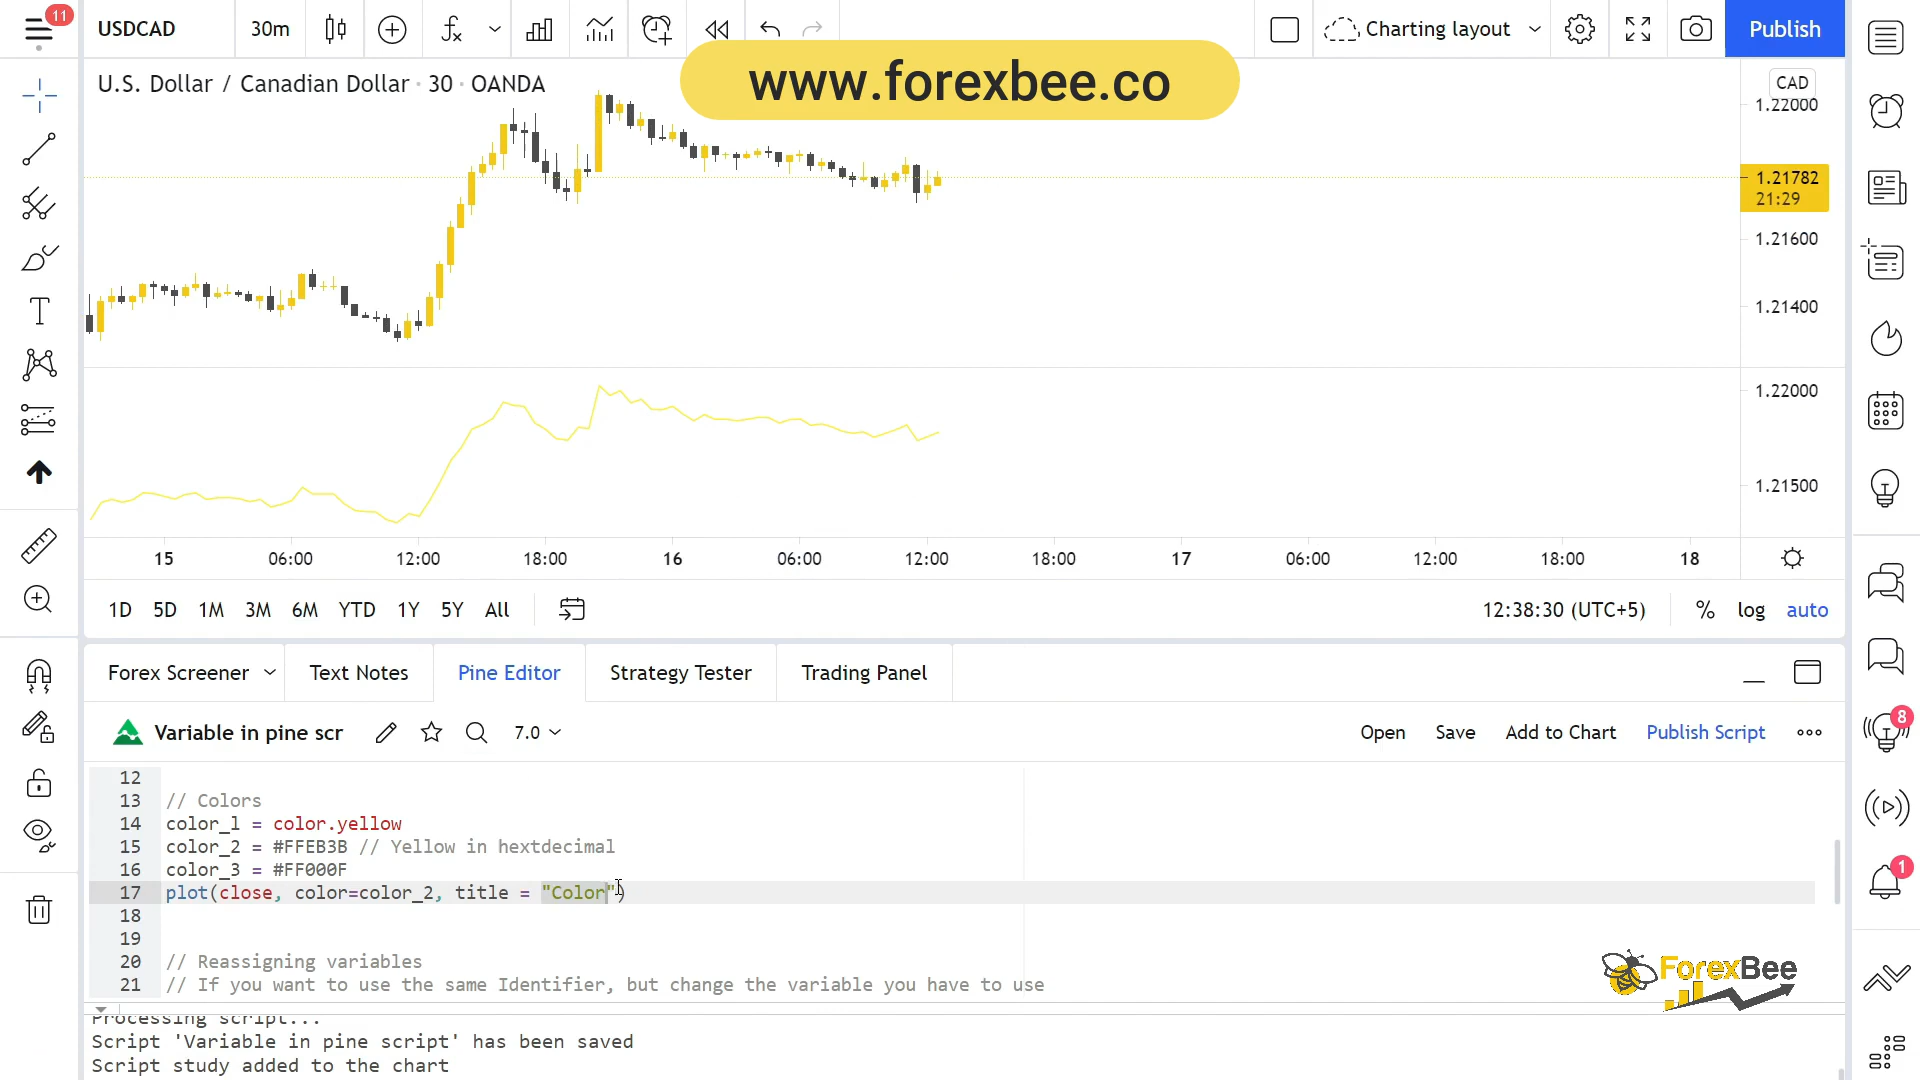 11
USDCAD
30m
Charting layout
Publish
www.forexbee.co
U.S. Dollar / Canadian Dollar · 30 · OANDA
CAD
1.22000
1.21782
21:29
1.21600
1.21400
1.22000
1.21500
15 06:00 12:00 18:00 16 06:00 12:00 18:00 17 06:00 12:00 18:00 18
1D 5D 1M 3M 6M YTD 1Y 5Y All
12:38:30 (UTC+5) % log auto
Forex Screener Text Notes Pine Editor Strategy Tester Trading Panel
8
Variable in pine scr 7.0 Open Save Add to Chart Publish Script
12
13 // Colors
14 color_1 = color.yellow
15 color_2 = #FFEB3B // Yellow in hextdecimal
16 color_3 = #FF000F
1
17 plot(close, color=color_2, title = "Color")
18
19
20 // Reassigning variables
21 // If you want to use the same Identifier, but change the variable you have to use
ForexBee
Processing script...
Script 'Variable in pine script' has been saved
Script study added to the chart